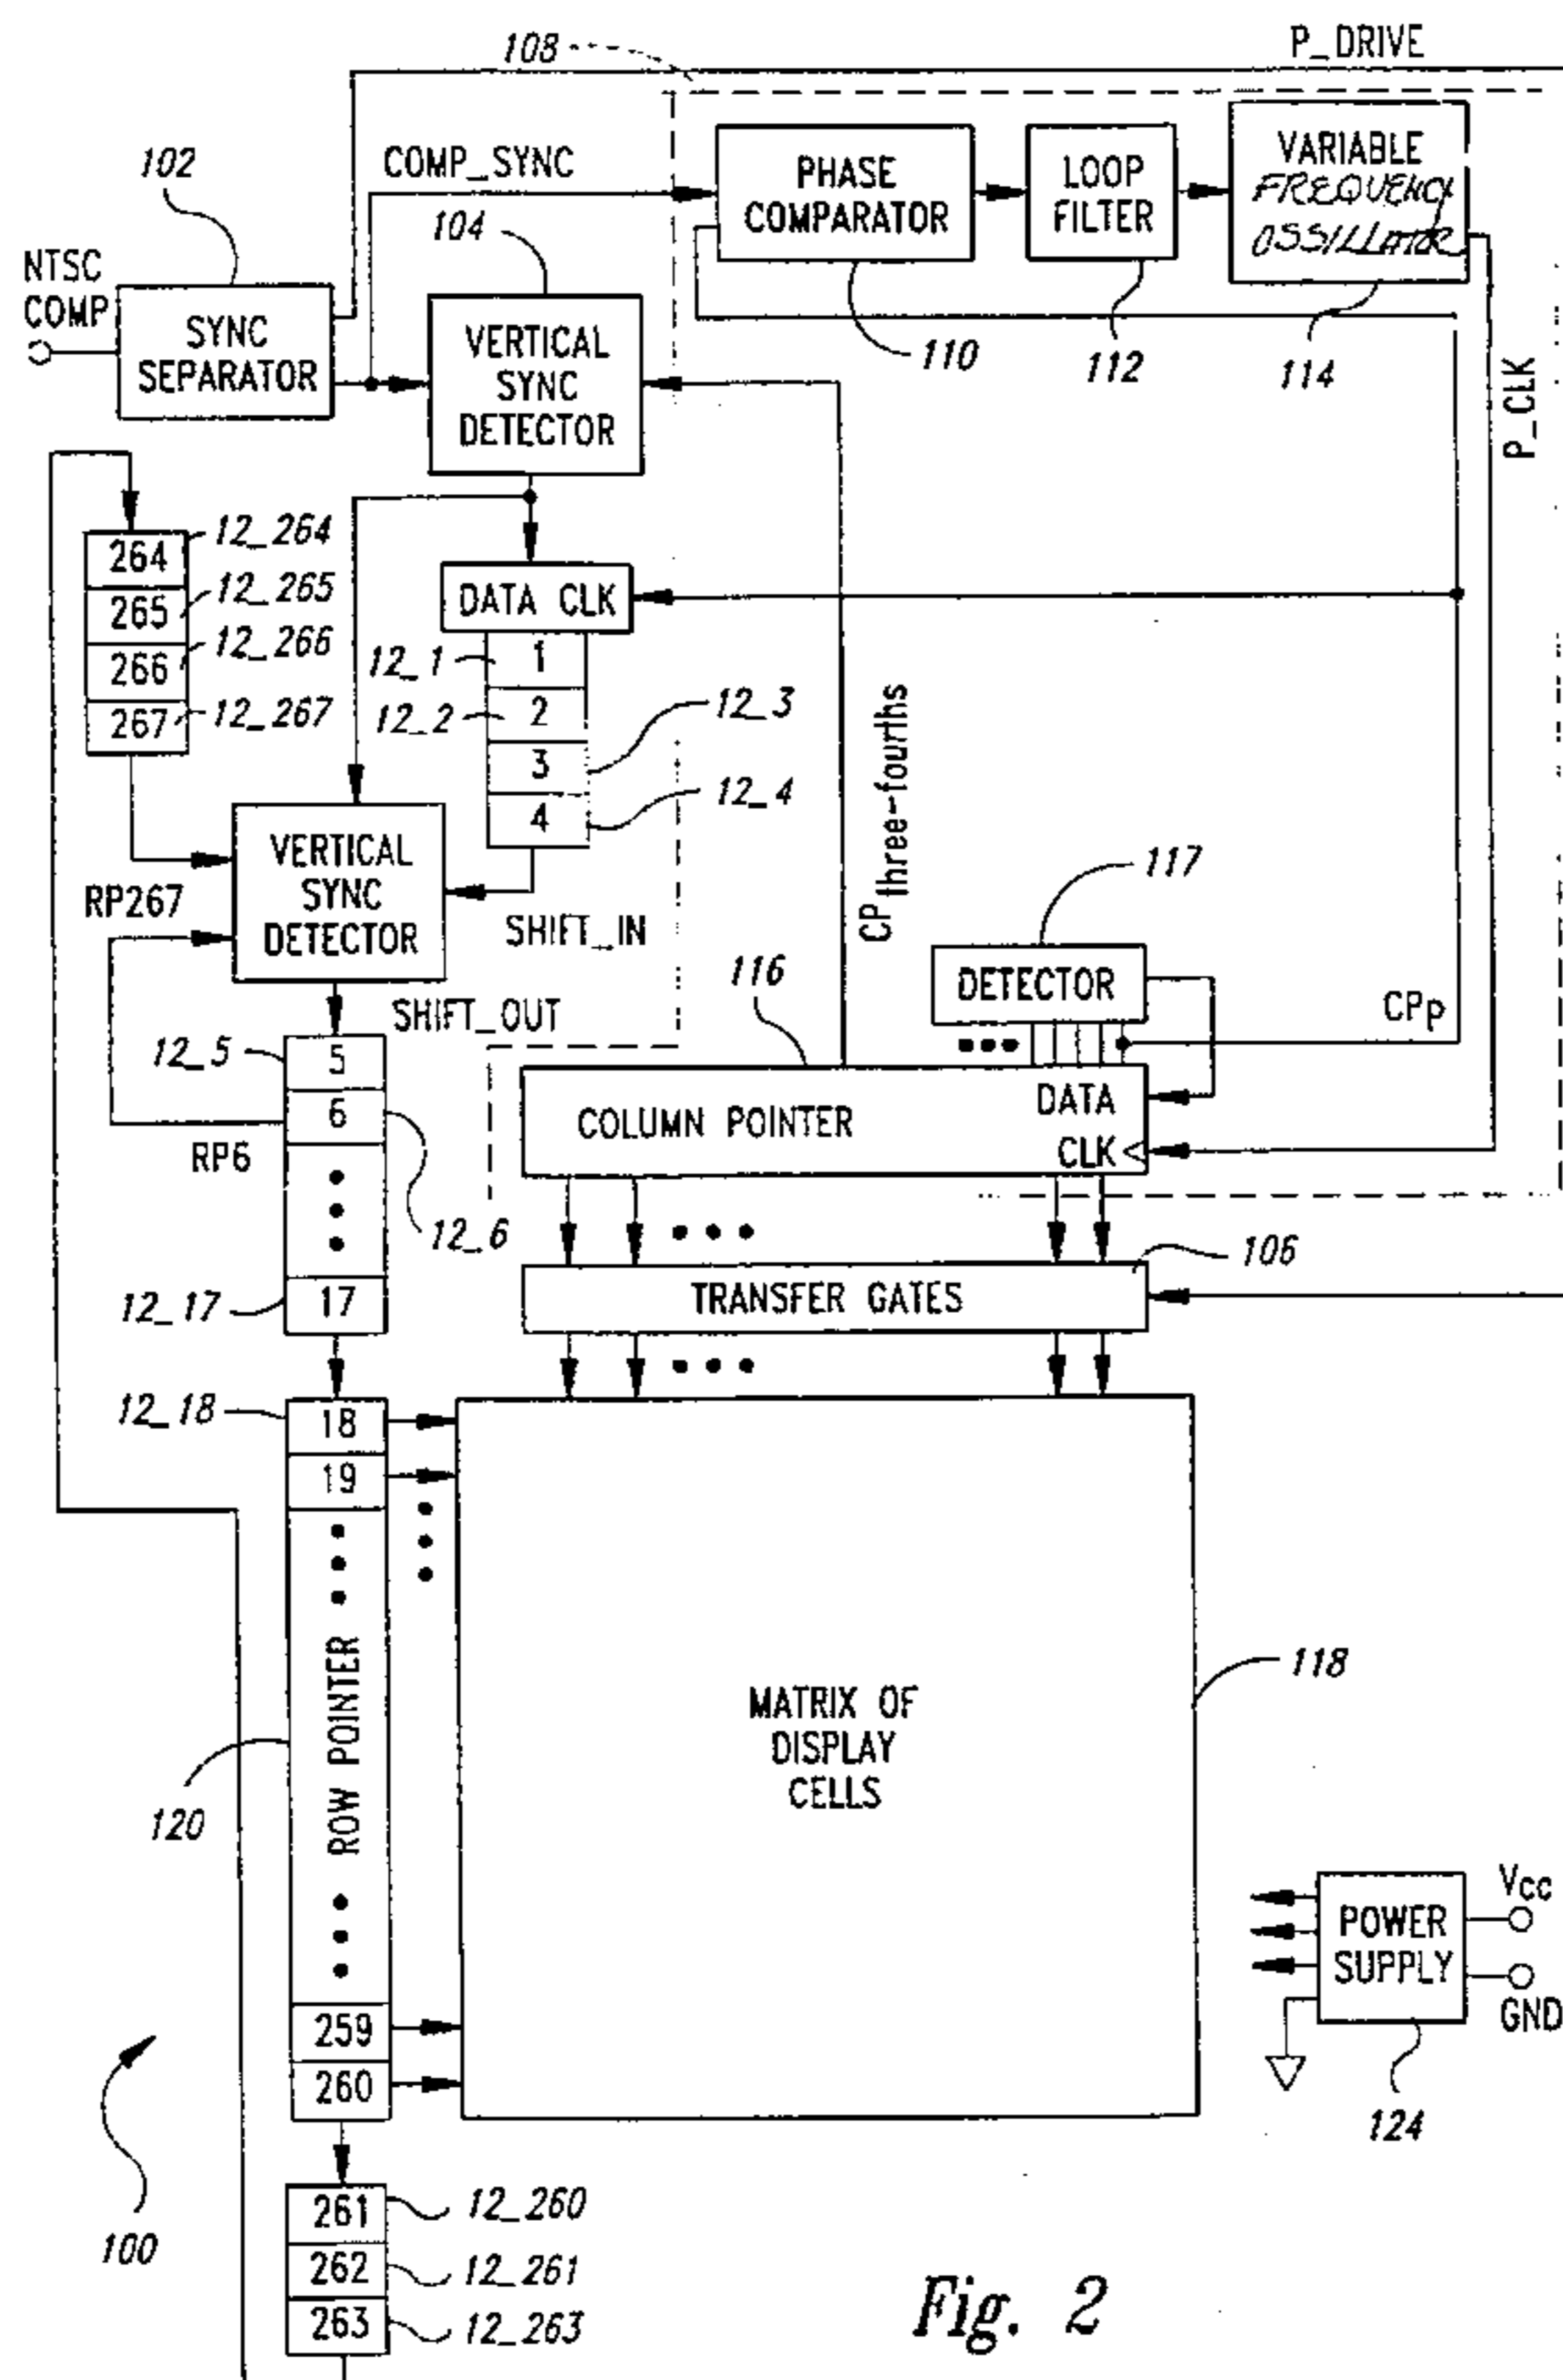 108
P_DRIVE
102
COMP_SYNC
104
PHASE
COMPARATOR
LOOP
FILTER
VARIABLE
FREQUENCY
OSSILLATOR
NTSC
COMP
SYNC
SEPARATOR
VERTICAL
SYNC
DETECTOR
110
112
114
P_CLK
264
12_264
265
12_265
266
12_266
267
12_267
DATA CLK
12_1
1
12_2
2
12_3
3
12_4
4
CPthree-fourths
VERTICAL
SYNC
DETECTOR
RP267
SHIFT_IN
117
DETECTOR
116
CPP
SHIFT_OUT
12_5
5
6
RP6
12_6
COLUMN POINTER
DATA
CLK
12_17
17
106
TRANSFER GATES
12_18
18
19
ROW POINTER
120
MATRIX OF
DISPLAY
CELLS
118
259
260
POWER
SUPPLY
VCC
GND
124
100
261
12_260
262
12_261
263
12_263
Fig. 2